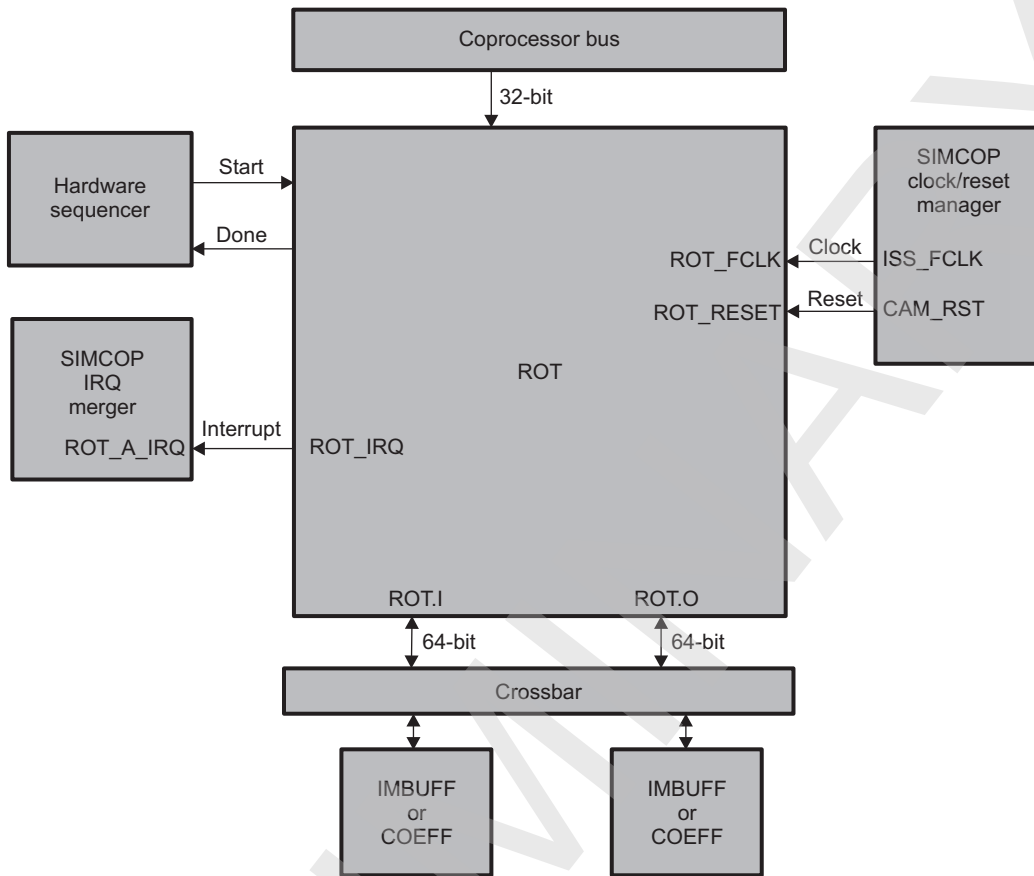 Coprocessor bus
32-bit
Hardware
sequencer
Start
Done
SIMCOP
clock/reset
manager
ROT_FCLK
Clock
ISS_FCLK
ROT_RESET
Reset
CAM_RST
SIMCOP
IRQ
merger
ROT_A_IRQ
Interrupt
ROT_IRQ
ROT
ROT.I
ROT.O
64-bit
64-bit
Crossbar
IMBUFF
or
COEFF
IMBUFF
or
COEFF